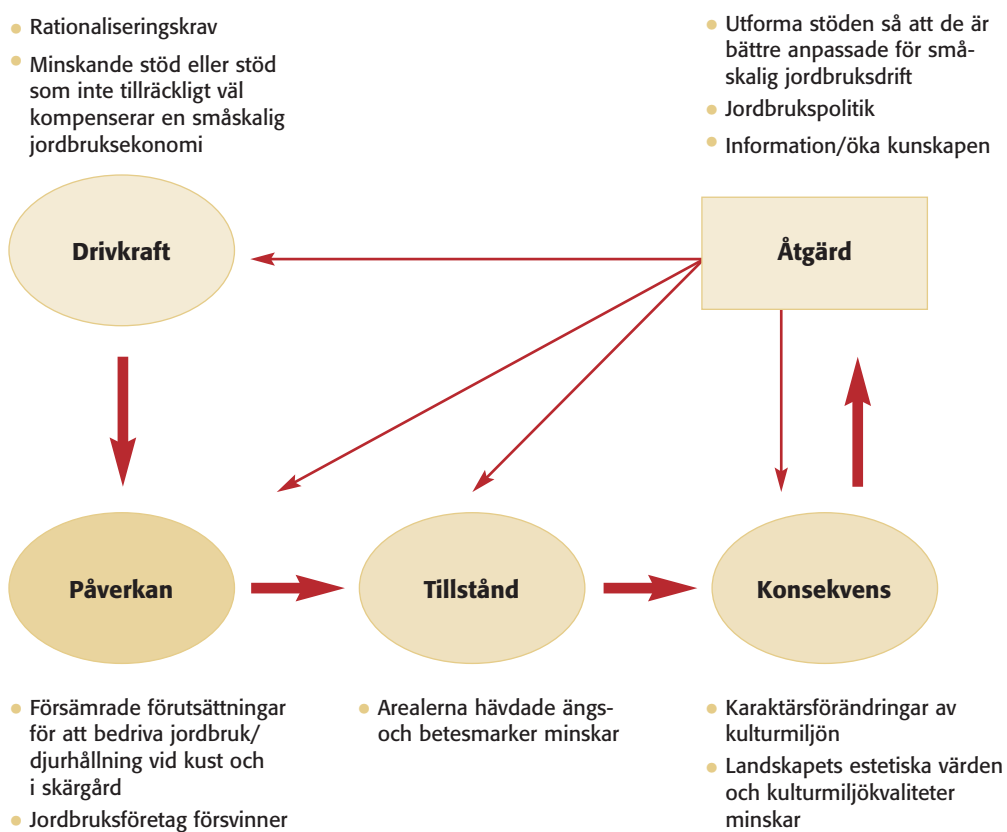 Rationaliseringskrav
Minskande stöd eller stöd
som inte tillräckligt väl
kompenserar en småskalig
jordbruksekonomi
Utforma stöden så att de är
bättre anpassade för små-
skalig jordbruksdrift
Jordbrukspolitik
Information/öka kunskapen
Drivkraft
Åtgärd
Påverkan
Tillstånd
Konsekvens
Försämrade förutsättningar
för att bedriva jordbruk/
djurhållning vid kust och
i skärgård
Jordbruksföretag försvinner
Arealerna hävdade ängs-
och betesmarker minskar
Karaktärsförändringar av
kulturmiljön
Landskapets estetiska värden
och kulturmiljökvaliteter
minskar